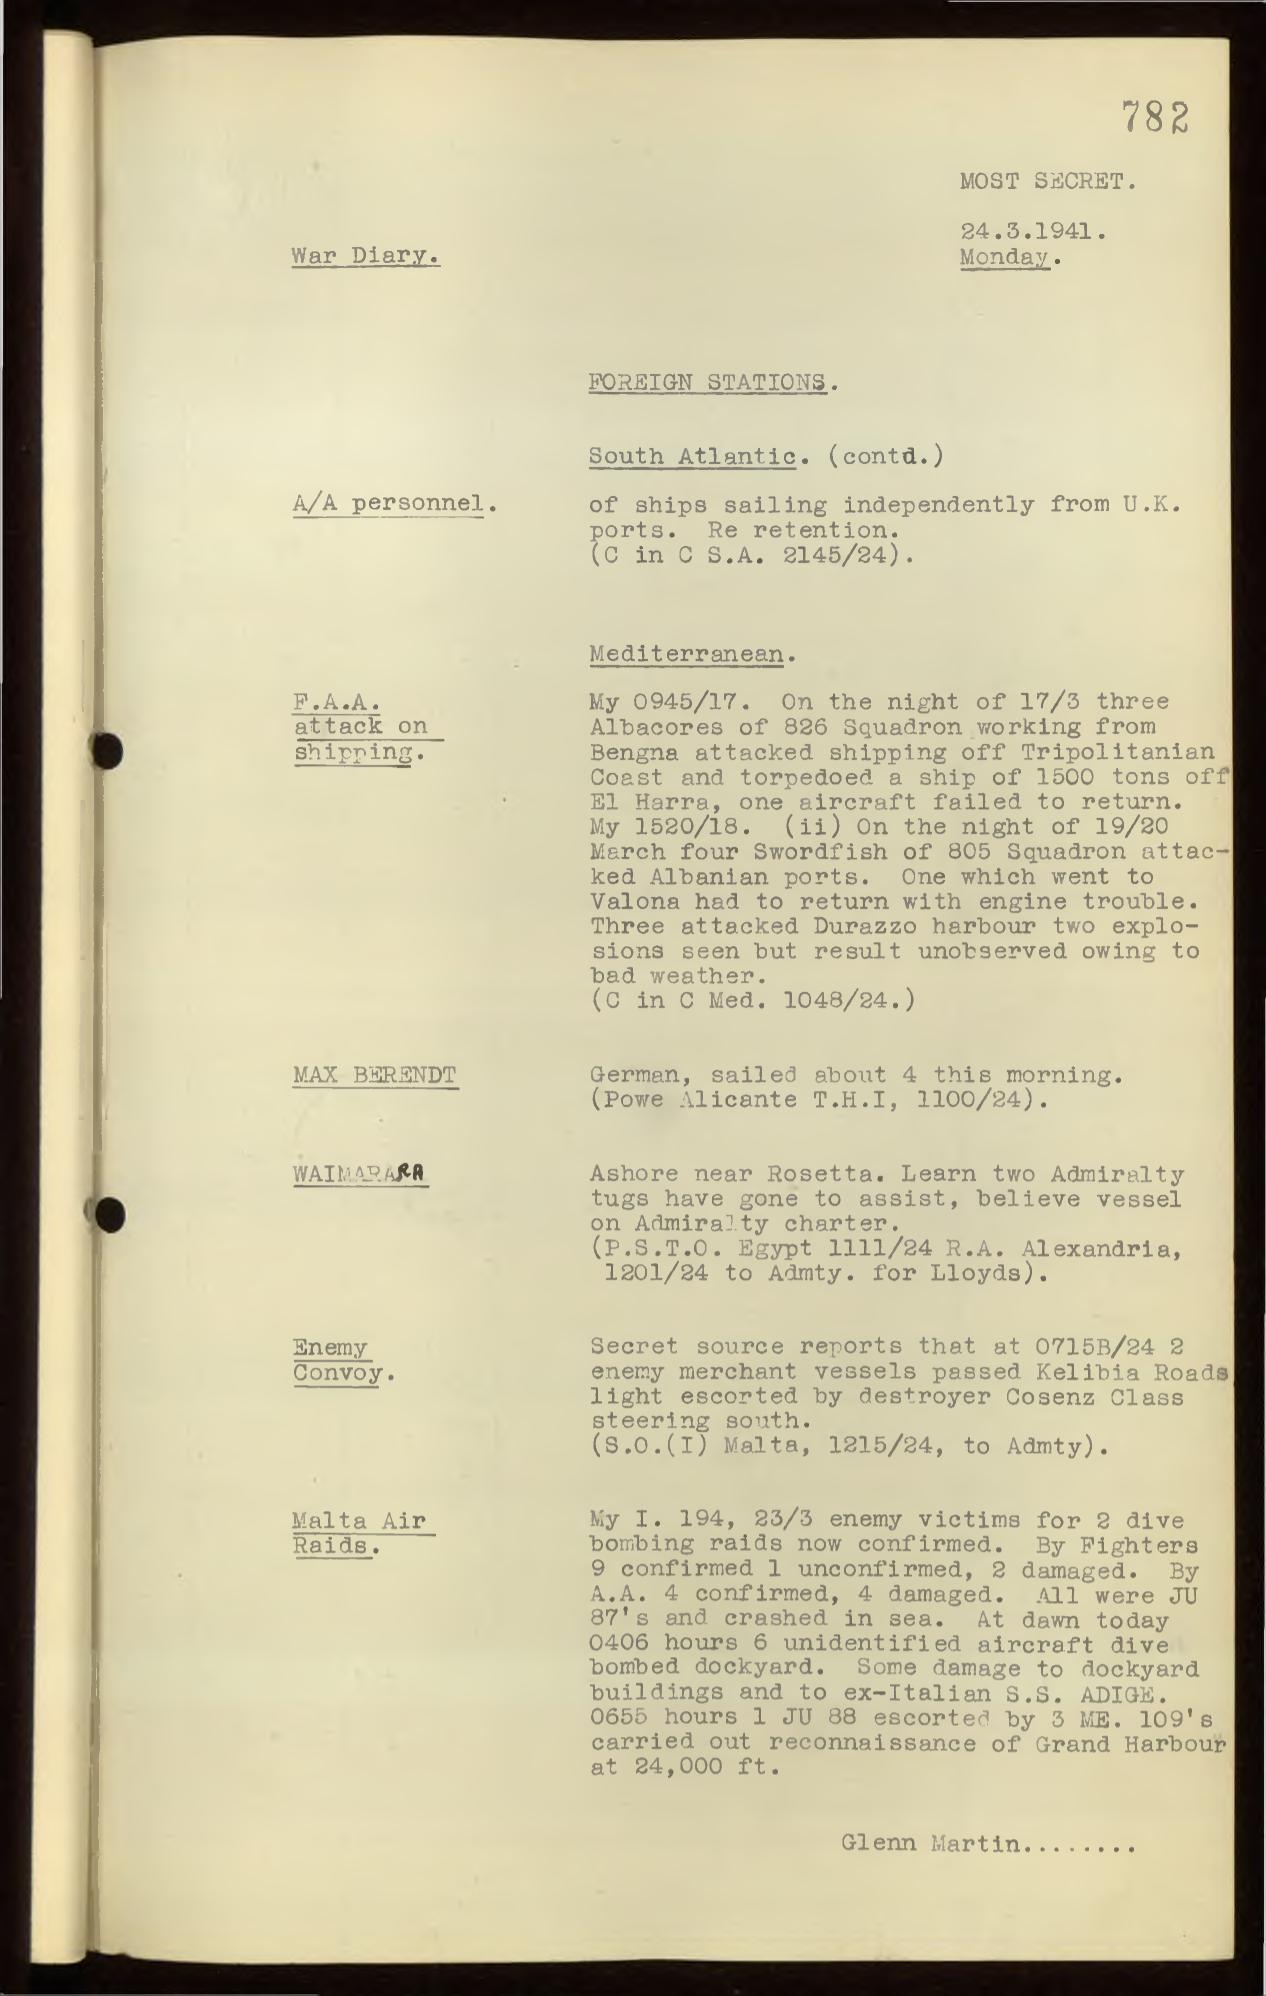 782
MOST SECRET.
24.3.1941.
War Diary.
Monday.
FOREIGN STATIONS.
South Atlantic. (contd.)
A/A personnel.
of ships sailing independently from U.K.
ports. Re retention.
(C in C S.A. 2145/24).
Mediterranean.
F.A.A.
attack on
shipping.
My 0945/17. On the night of 17/3 three
Albacores of 826 Squadron working from
Bengna attacked shipping off Tripolitanian
Coast and torpedoed a ship of 1500 tons off
El Harra, one aircraft failed to return.
My 1520/18. (ii) On the night of 19/20
March four Swordfish of 805 Squadron attac-
ked Albanian ports. One which went to
Valona had to return with engine trouble.
Three attacked Durazzo harbour two explo-
sions seen but result unobserved owing to
bad weather.
(C in C Med. 1048/24.)
MAX BERENDT
German, sailed about 4 this morning.
(Powe Alicante T.H.I, 1100/24).
WAIMARARA
Ashore near Rosetta. Learn two Admiralty
tugs have gone to assist, believe vessel
on Admiralty charter.
(P.S.T.O. Egypt 1111/24 R.A. Alexandria,
1201/24 to Admty. for Lloyds).
Enemy
Convoy.
Secret source reports that at 0715B/24 2
enemy merchant vessels passed Kelibia Roads
light escorted by destroyer Cosenz Class
steering south.
(S.O.(I) Malta, 1215/24, to Admty).
Malta Air
Raids.
My I. 194, 23/3 enemy victims for 2 dive
bombing raids now confirmed. By Fighters
9 confirmed 1 unconfirmed, 2 damaged. By
A.A. 4 confirmed, 4 damaged. All were JU
87's and crashed in sea. At dawn today
0406 hours 6 unidentified aircraft dive
bombed dockyard. Some damage to dockyard
buildings and to ex-Italian S.S. ADIGE.
0655 hours 1 JU 88 escorted by 3 ME. 109's
carried out reconnaissance of Grand Harbour
at 24,000 ft.
Glenn Martin........